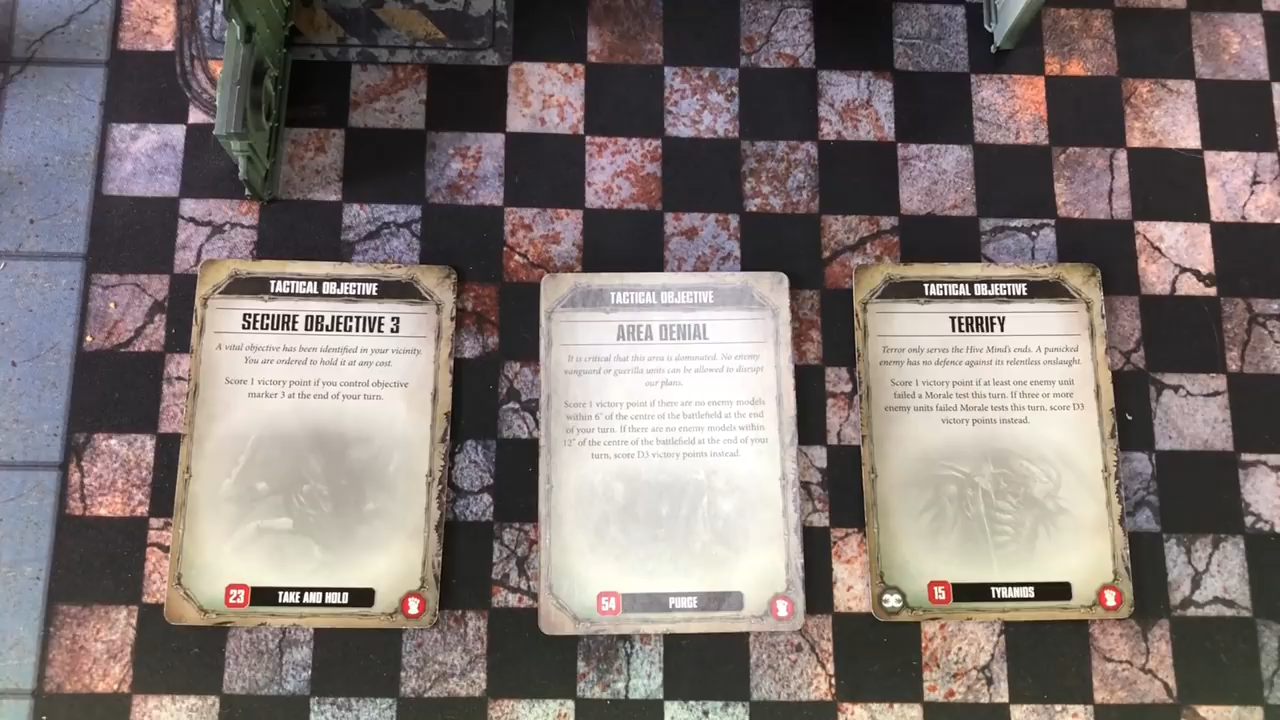 TACTICAL OBJECTIVE
SECURE OBJECTIVE 3
A vital objective has been identified in your vicinity.
You are ordered to hold it at any cost.
Score 1 victory point if you control objective
marker 3 at the end of your turn.
23
TAKE AND HOLD
TACTICAL OBJECTIVE
AREA DENIAL
It is critical that this area is dominated. No enemy
vanguard or guerilla units can be allowed to disrupt
our plans.
Score 1 victory point if there are no enemy models
within 6" of the centre of the battlefield at the end
of your turn. If there are no enemy models within
12" of the centre of the battlefield at the end of your
turn, score D3 victory points instead.
54
PURGE
TACTICAL OBJECTIVE
TERRIFY
Terror only serves the Hive Mind's ends. A panicked
enemy has no defence against its relentless onslaught.
Score 1 victory point if at least one enemy unit
failed a Morale test this turn. If three or more
enemy units failed Morale tests this turn, score D3
victory points instead.
15
TYRANIDS